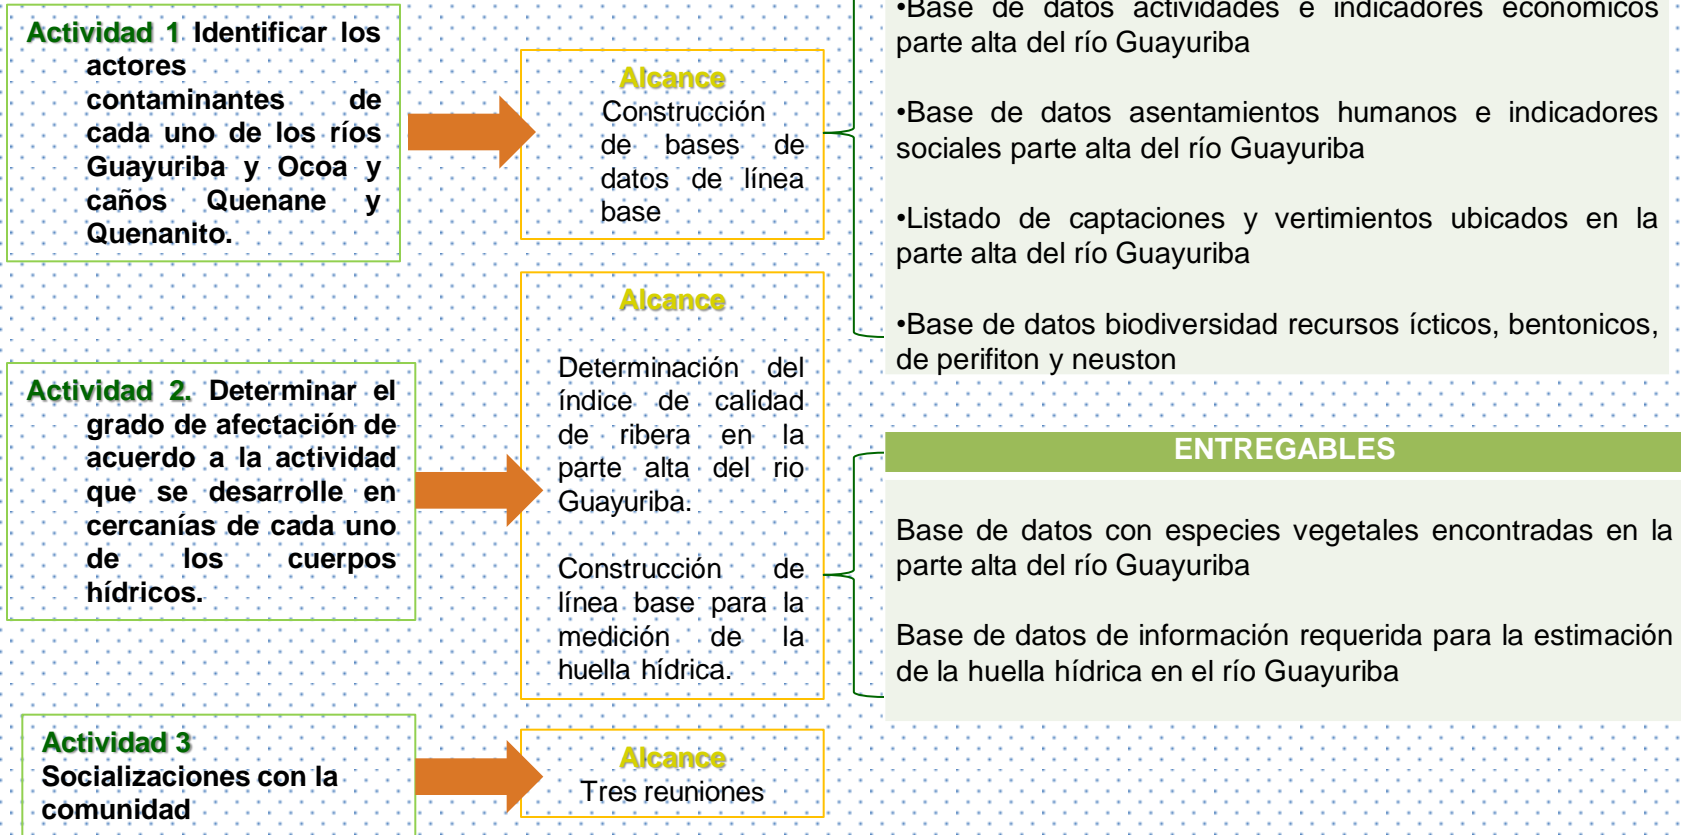 Actividad 1 Identificar los
actores
contaminantes de
cada uno de los ríos
Guayuriba y Ocoa y
caños Quenane y
Quenanito.
Alcance
Construcción
de bases de
datos de línea
base
•Base de datos actividades e indicadores económicos
parte alta del río Guayuriba
•Base de datos asentamientos humanos e indicadores
sociales parte alta del río Guayuriba
•Listado de captaciones y vertimientos ubicados en la
parte alta del río Guayuriba
•Base de datos biodiversidad recursos ícticos, bentonicos,
de perifiton y neuston
Actividad 2. Determinar el
grado de afectación de
acuerdo a la actividad
que se desarrolle en
cercanías de cada uno
de los cuerpos
hídricos.
Alcance
Determinación del
índice de calidad
de ribera en la
parte alta del rio
Guayuriba.
Construcción de
línea base para la
medición de la
huella hídrica.
ENTREGABLES
Base de datos con especies vegetales encontradas en la
parte alta del río Guayuriba
Base de datos de información requerida para la estimación
de la huella hídrica en el río Guayuriba
Actividad 3
Socializaciones con la
comunidad
Alcance
Tres reuniones